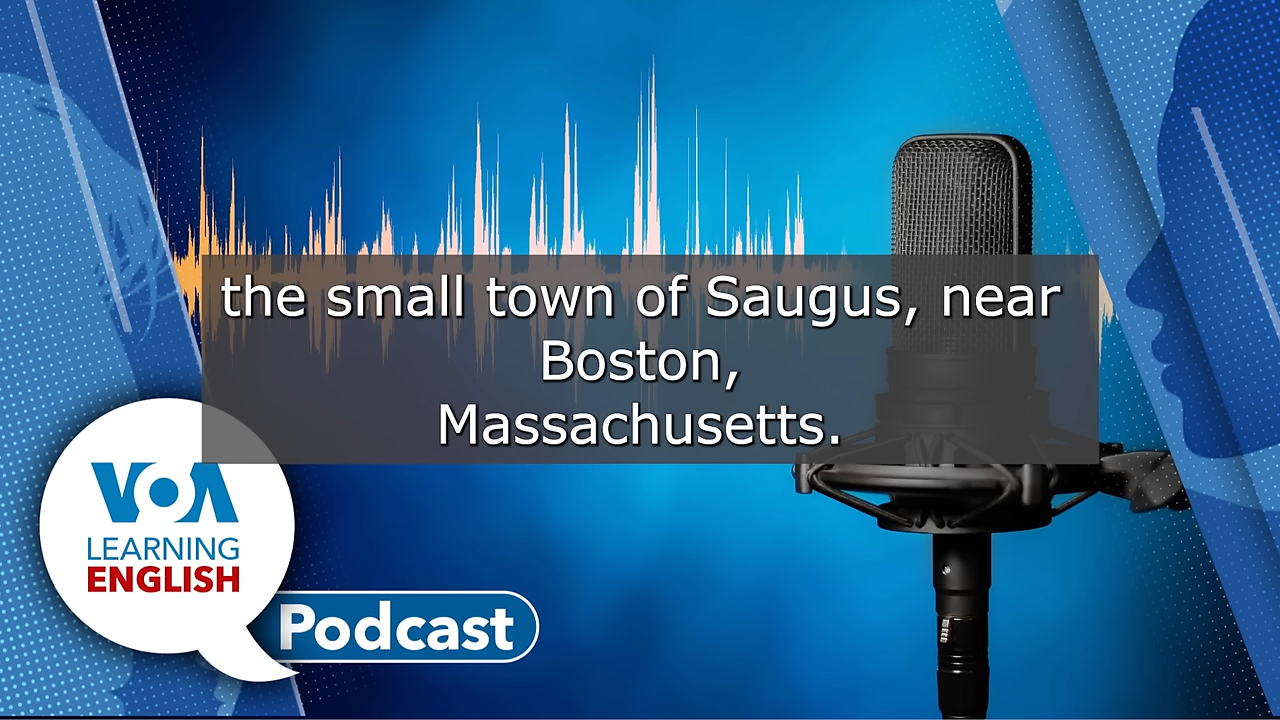 the small town of Saugus, near
Boston,
Massachusetts.
VOA
LEARNING
ENGLISH
Podcast